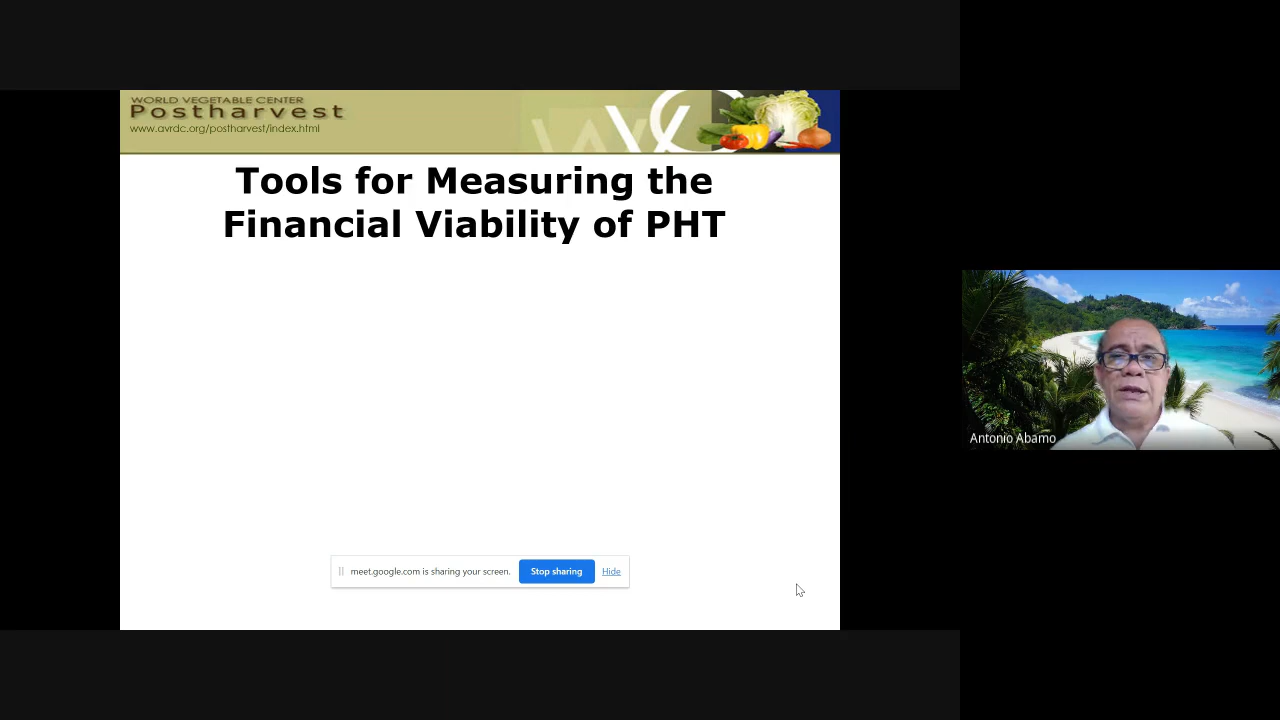 WORLD VEGETABLE CENTER
Postharvest
www.avrdc.org/postharvest/index.html
Tools for Measuring the
Financial Viability of PHT
meet.google.com is sharing your screen.
Stop sharing
Hide
Antonio Abamo